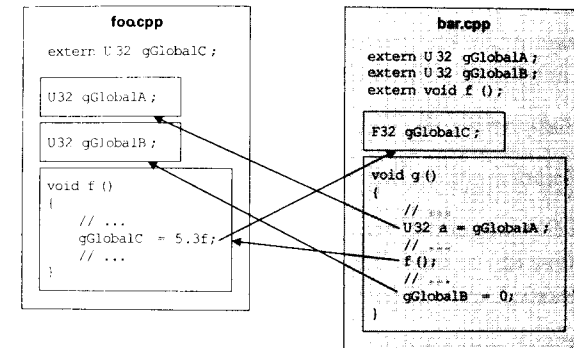 foo.cpp
extern U32 gGlobalC;
U32 gGlobalA;
U32 gGlobalB;
void f()
{
// ...
gGlobalC = 5.3f;
// ...
}
bar.cpp
extern U32 gGlobalA;
extern U32 gGlobalB;
extern void f();
F32 gGlobalC;
void g()
{
// ...
U32 a = gGlobalA;
// ...
f();
// ...
gGlobalB = 0;
}